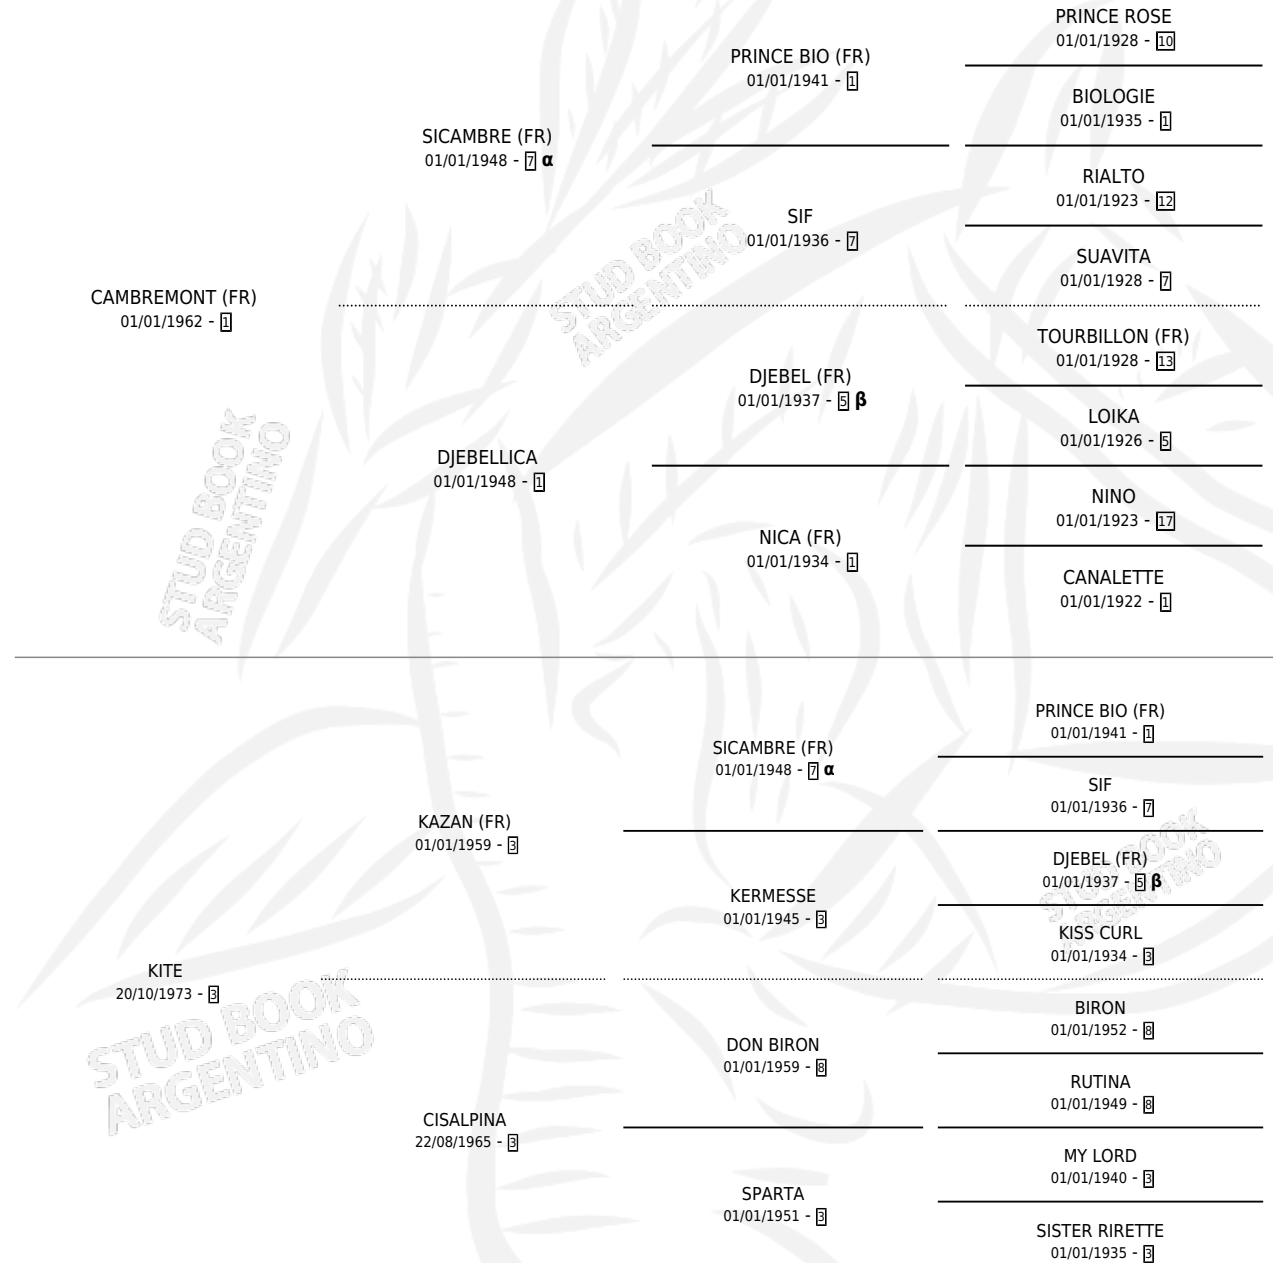 PRINCE ROSE
01/01/1928 - 10
PRINCE BIO (FR)
01/01/1941 - 1
BIOLOGIE
01/01/1935 - 1
SICAMBRE (FR)
01/01/1948 - 7 α
RIALTO
01/01/1923 - 12
SIF
01/01/1936 - 7
SUAVITA
01/01/1928 - 7
CAMBREMONT (FR)
01/01/1962 - 1
TOURBILLON (FR)
01/01/1928 - 13
DJEBEL (FR)
01/01/1937 - 5 β
LOIKA
01/01/1926 - 5
DJEBELLICA
01/01/1948 - 1
NINO
01/01/1923 - 17
NICA (FR)
01/01/1934 - 1
CANALETTE
01/01/1922 - 1
PRINCE BIO (FR)
01/01/1941 - 1
SICAMBRE (FR)
01/01/1948 - 7 α
SIF
01/01/1936 - 7
KAZAN (FR)
01/01/1959 - 3
DJEBEL (FR)
01/01/1937 - 5 β
KERMESSE
01/01/1945 - 3
KISS CURL
01/01/1934 - 3
KITE
20/10/1973 - 3
BIRON
01/01/1952 - 8
DON BIRON
01/01/1959 - 8
RUTINA
01/01/1949 - 8
CISALPINA
22/08/1965 - 3
MY LORD
01/01/1940 - 3
SPARTA
01/01/1951 - 3
SISTER RIRETTE
01/01/1935 - 3
STUD BOOK
ARGENTINO
STUD BOOK
ARGENTINO
STUD BOOK
ARGENTINO
STUD BOOK
ARGENTINO